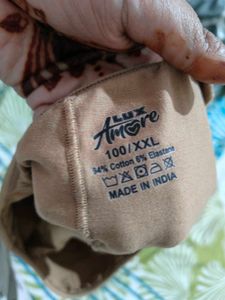 LUX
Amore
100/XXL
94% Cotton 6% Elastane
MADE IN INDIA